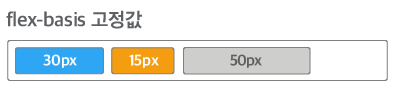 flex-basis 고정값
30px 15px 50px